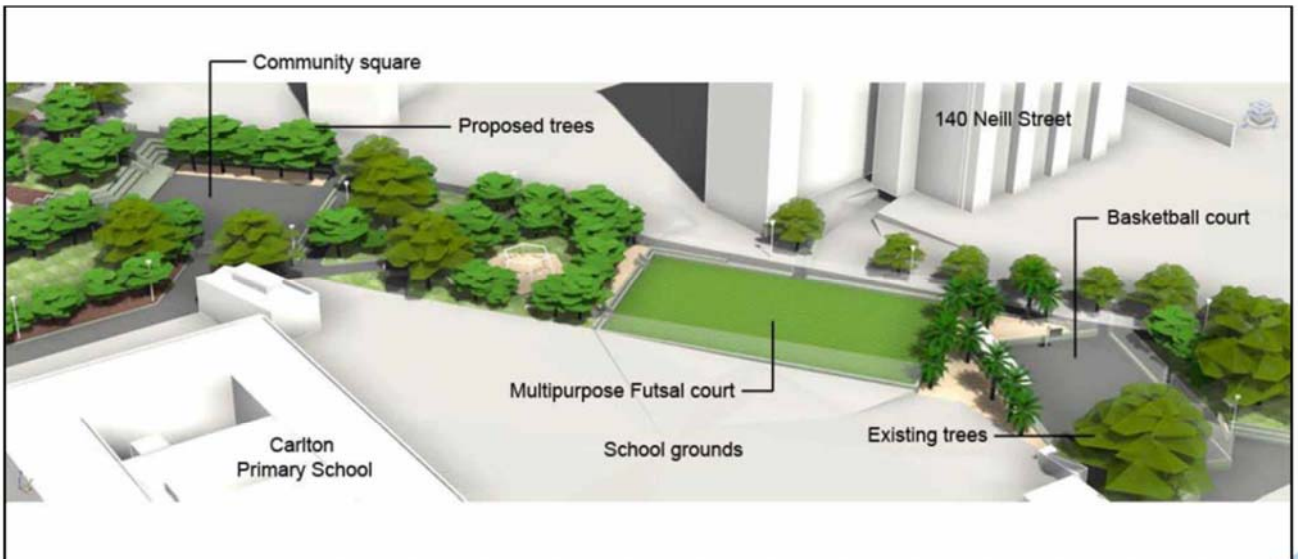 Community square
Proposed trees
140 Neill Street
Basketball court
Multipurpose Futsal court
Existing trees
School grounds
Carlton
Primary School